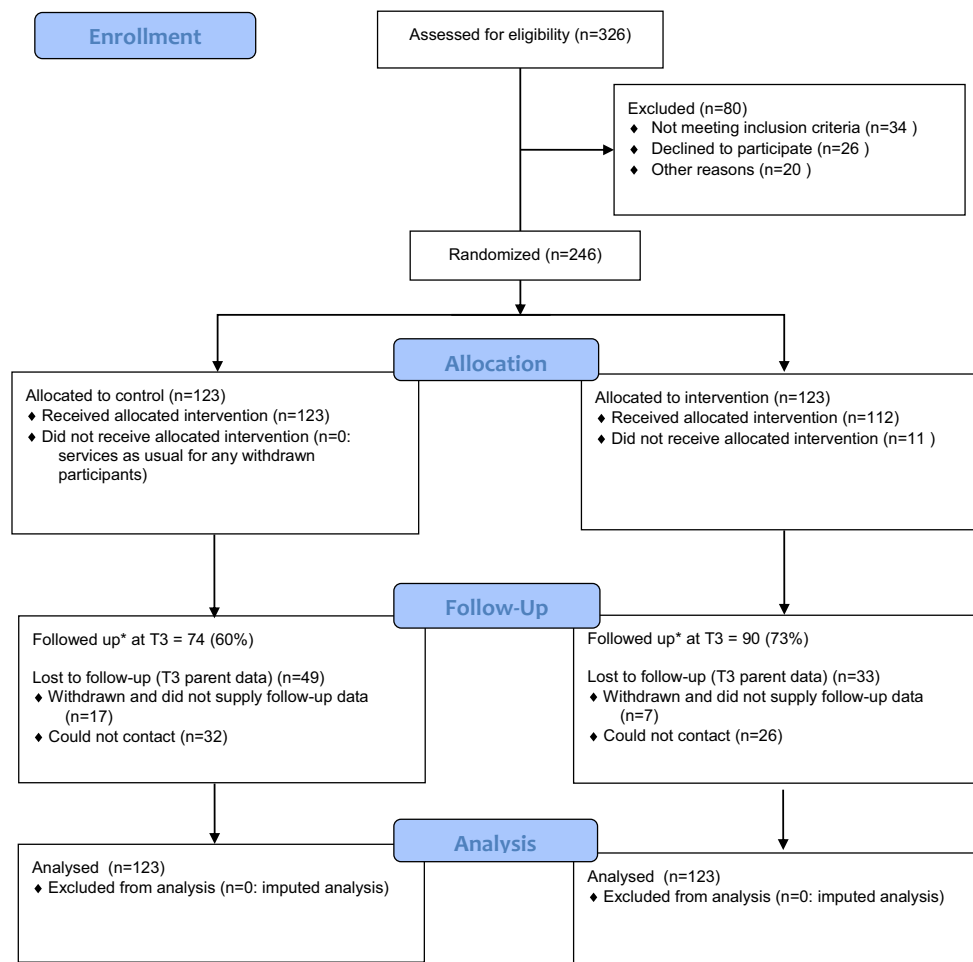 Enrollment
Assessed for eligibility (n=326)
Excluded (n=80)
♦ Not meeting inclusion criteria (n=34 )
♦ Declined to participate (n=26 )
♦ Other reasons (n=20 )
Randomized (n=246)
Allocation
Allocated to control (n=123)
♦ Received allocated intervention (n=123)
♦ Did not receive allocated intervention (n=0:
services as usual for any withdrawn
participants)
Allocated to intervention (n=123)
♦ Received allocated intervention (n=112)
♦ Did not receive allocated intervention (n=11 )
Follow-Up
Followed up* at T3 = 74 (60%)
Lost to follow-up (T3 parent data) (n=49)
♦ Withdrawn and did not supply follow-up data
(n=17)
♦ Could not contact (n=32)
Followed up* at T3 = 90 (73%)
Lost to follow-up (T3 parent data) (n=33)
♦ Withdrawn and did not supply follow-up data
(n=7)
♦ Could not contact (n=26)
Analysis
Analysed  (n=123)
♦ Excluded from analysis (n=0: imputed analysis)
Analysed  (n=123)
♦ Excluded from analysis (n=0: imputed analysis)